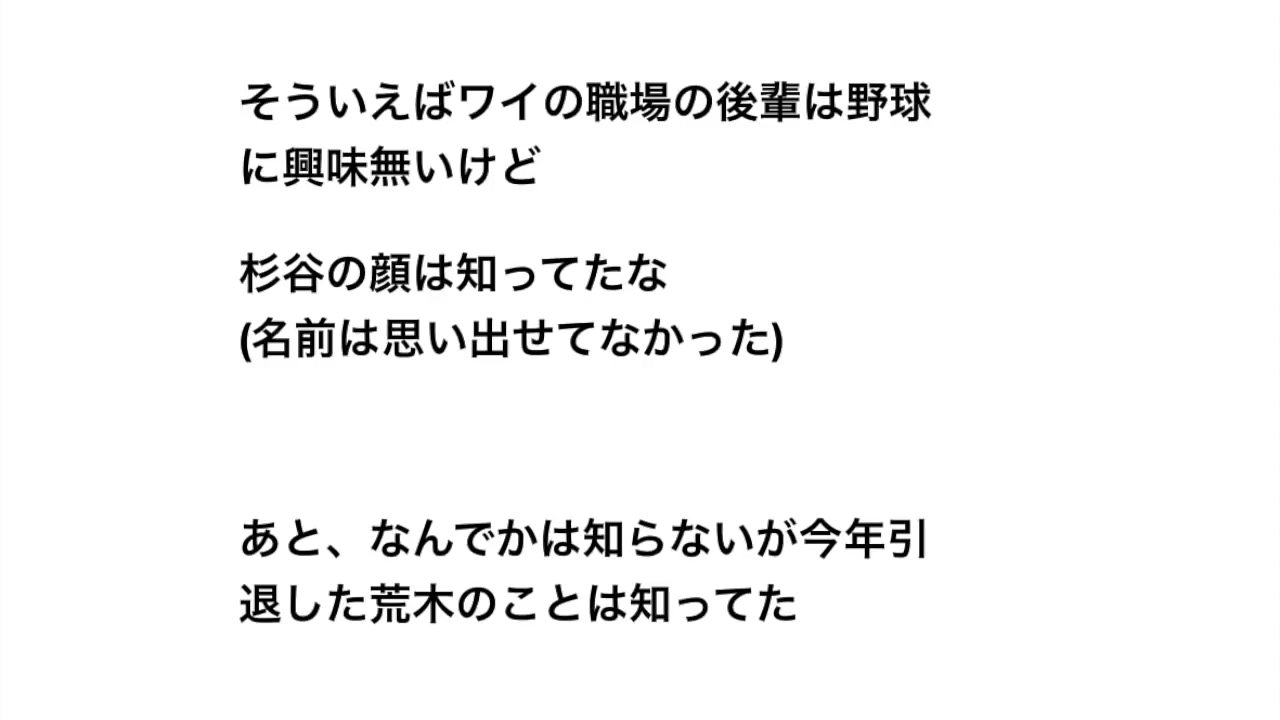 そういえばワイの職場の後輩は野球
に興味無いけど
杉谷の顔は知ってたな
(名前は思い出せてなかった)
あと、なんでかは知らないが今年引
退した荒木のことは知ってた